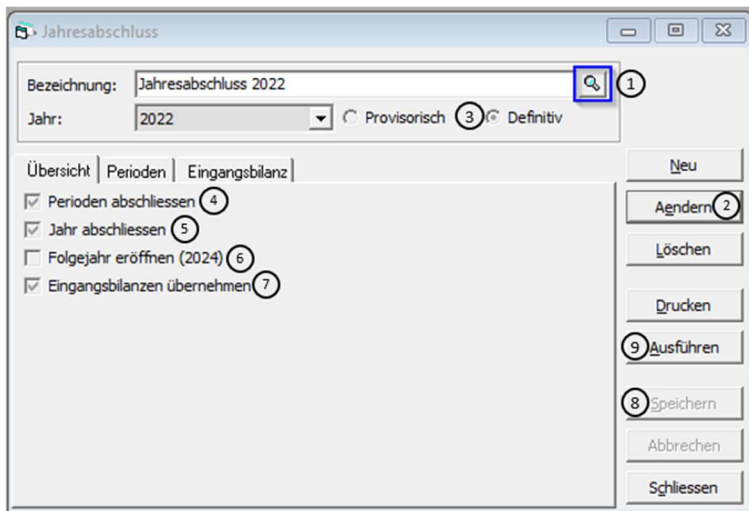 Jahresabschluss
Bezeichnung: Jahresabschluss 2022 1
Jahr: 2022 Provisorisch 3 Definitiv
Übersicht Perioden Eingangsbilanz
Perioden abschliessen 4
Jahr abschliessen 5
Folgejahr eröffnen (2024) 6
Eingangsbilanzen übernehmen 7
Neu
Aendern 2
Löschen
Drucken
9 Ausführen
8 Speichern
Abbrechen
Schliessen